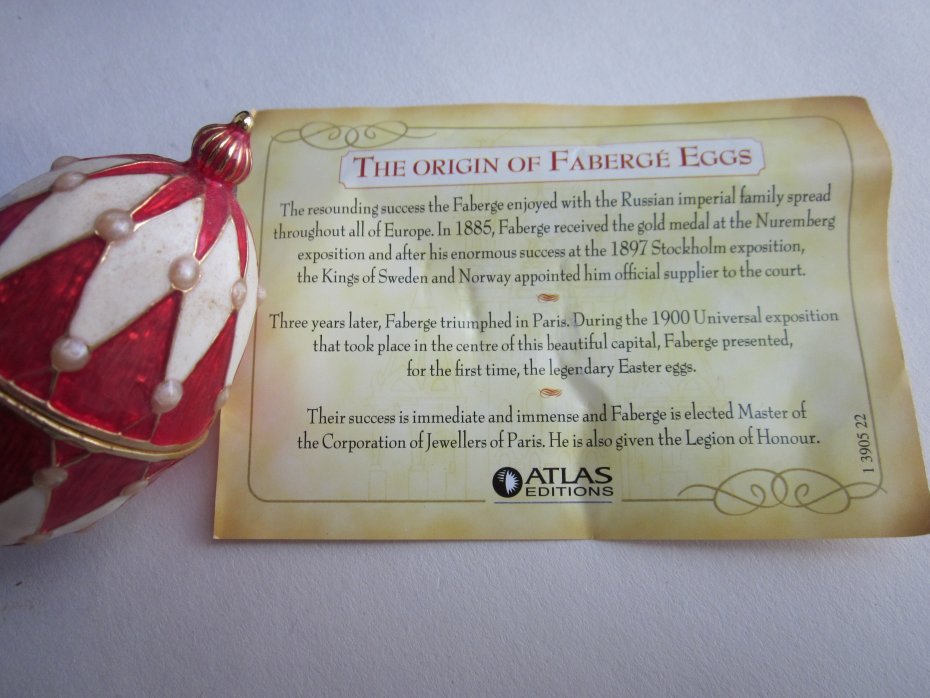 THE ORIGIN OF FABERGÉ EGGS
The resounding success the Faberge enjoyed with the Russian imperial family spread
throughout all of Europe. In 1885, Faberge received the gold medal at the Nuremberg
exposition and after his enormous success at the 1897 Stockholm exposition,
the Kings of Sweden and Norway appointed him official supplier to the court.
Three years later, Faberge triumphed in Paris. During the 1900 Universal exposition
that took place in the centre of this beautiful capital, Faberge presented,
for the first time, the legendary Easter eggs.
Their success is immediate and immense and Faberge is elected Master of
the Corporation of Jewellers of Paris. He is also given the Legion of Honour.
ATLAS
EDITIONS
1 3905 22